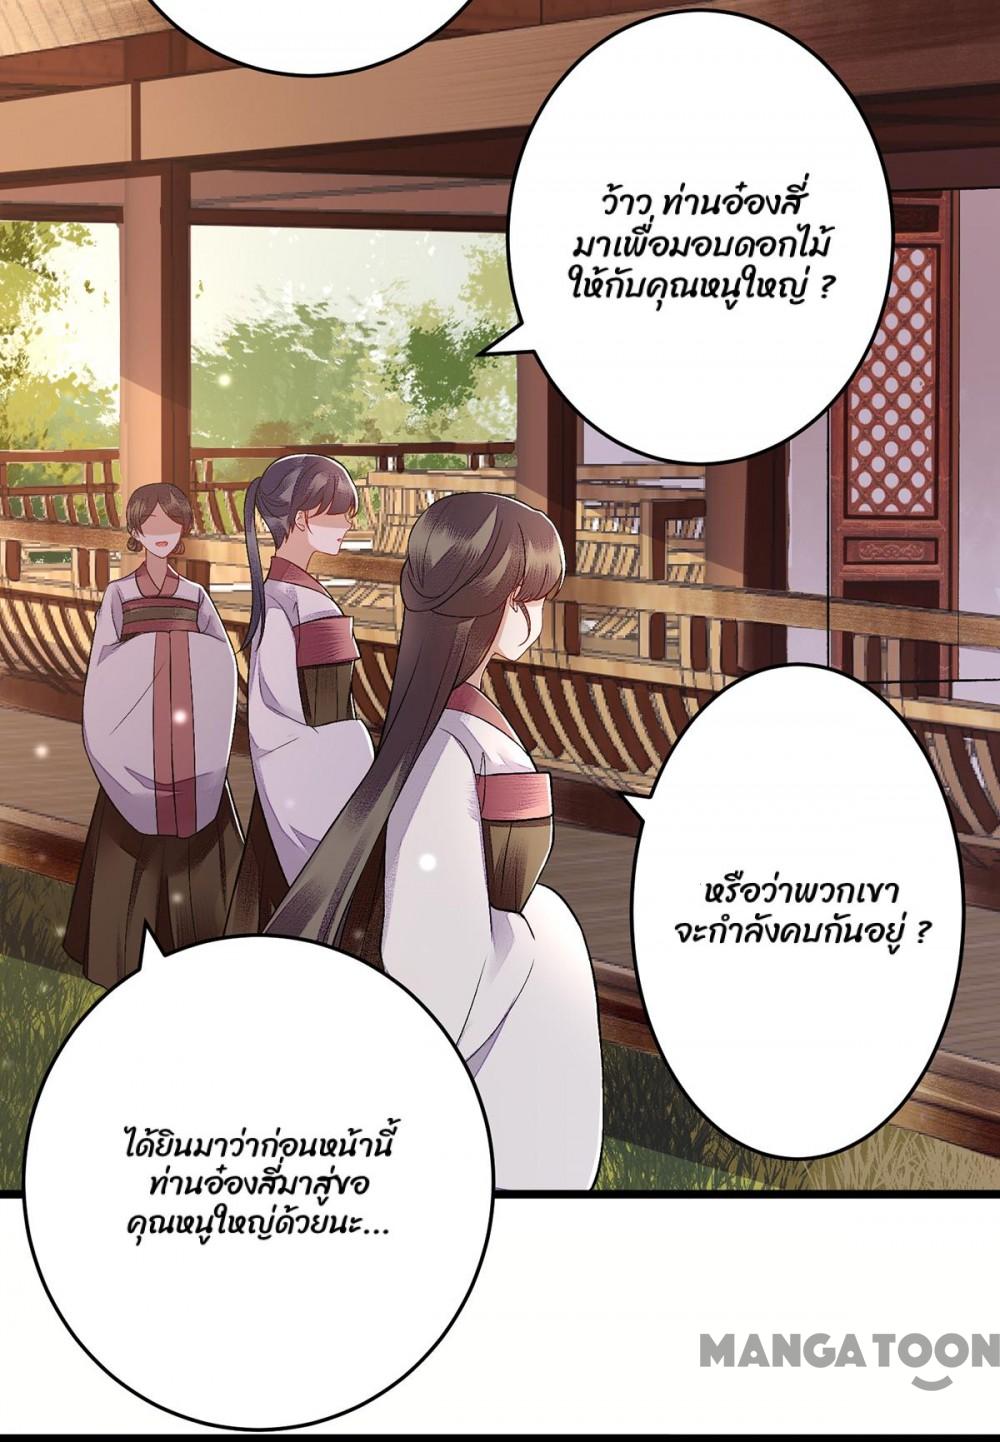 ว้าว ท่านอ๋องสี่
มาเพื่อมอบดอกไม้
ให้กับคุณหนูใหญ่ ?
หรือว่าพวกเขา
จะกำลังคบกันอยู่ ?
ได้ยินมาว่าก่อนหน้านี้
ท่านอ๋องสี่มาสู่ขอ
คุณหนูใหญ่ด้วยนะ...
MANGATOON